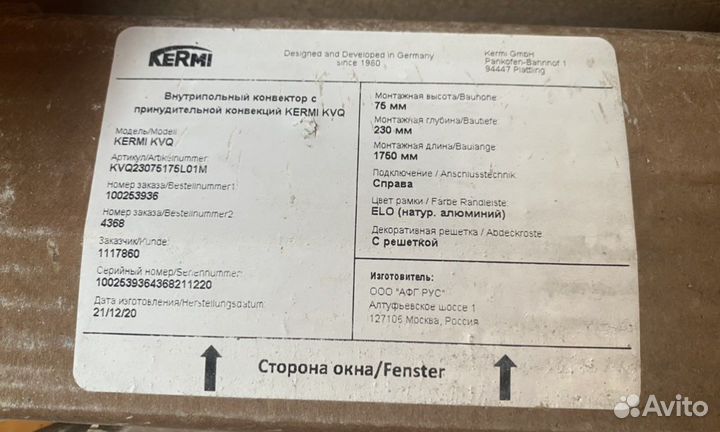 KERMI
Designed and Developed in Germany
since 1960
Kermi GmbH
Pankofen-Bahnhof 1
94447 Plattling
Внутрипольный конвектор с
принудительной конвекций KERMI KVQ
Модель/Modell
KERMI KVQ
Артикул/Artikelnummer:
KVQ23075175L01M
Номер заказа/Bestellnummer1:
100253936
Номер заказа/Bestellnummer2:
4368
Заказчик/Kunde:
1117860
Серийный номер/Seriennummer:
1002539364368211220
Дата изготовления/Herstellungsdatum:
21/12/20
Монтажная высота/Bauhöhe:
75 мм
Монтажная глубина/Bautiefe:
230 мм
Монтажная длина/Baulänge:
1750 мм
Подключение / Anschlusstechnik:
Справа
Цвет рамки / Farbe Randleiste:
ELO (натур. алюминий)
Декоративная решетка / Abdeckroste:
С решеткой
Изготовитель:
ООО "АФГ РУС"
Алтуфьевское шоссе 1
127106 Москва, Россия
Сторона окна/Fenster
Avito